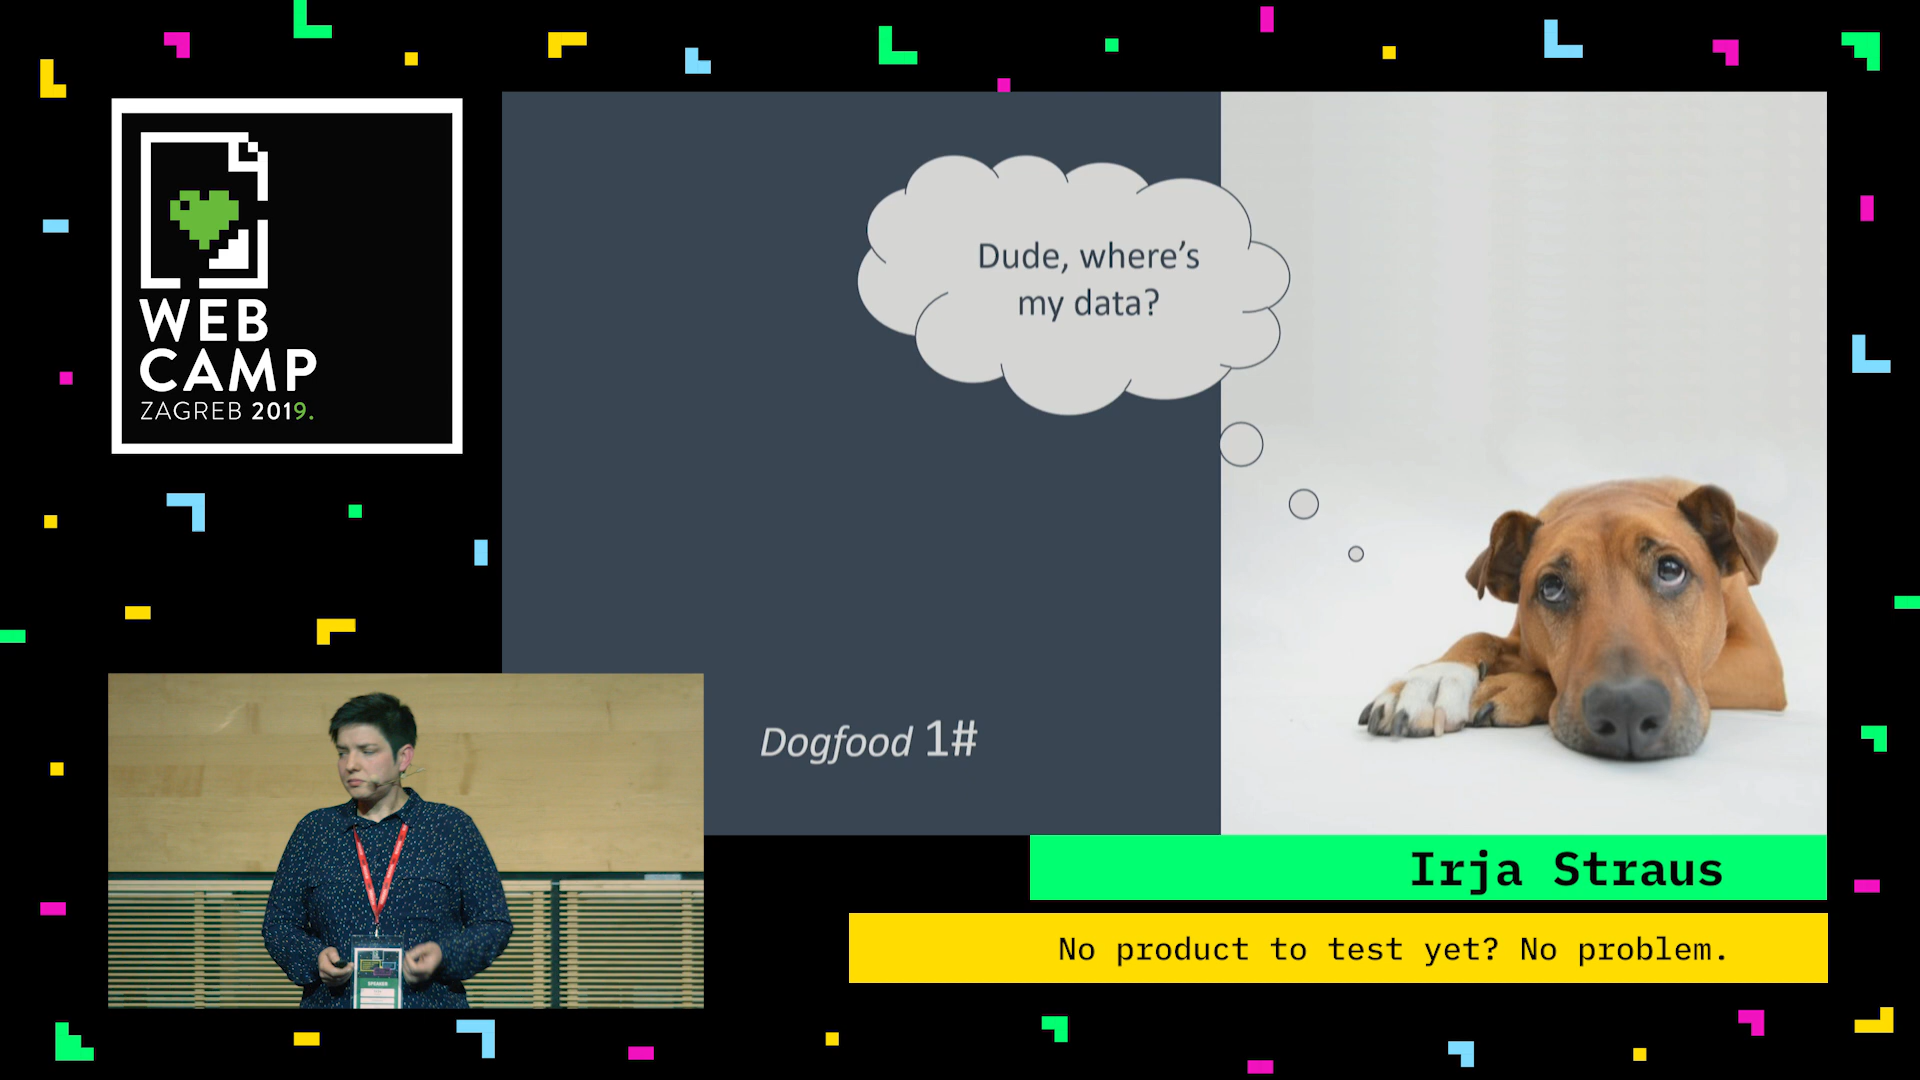 WEB
CAMP
ZAGREB 2019.
Dude, where's
my data?
Dogfood 1#
SPEAKER
Irja Straus
No product to test yet? No problem.